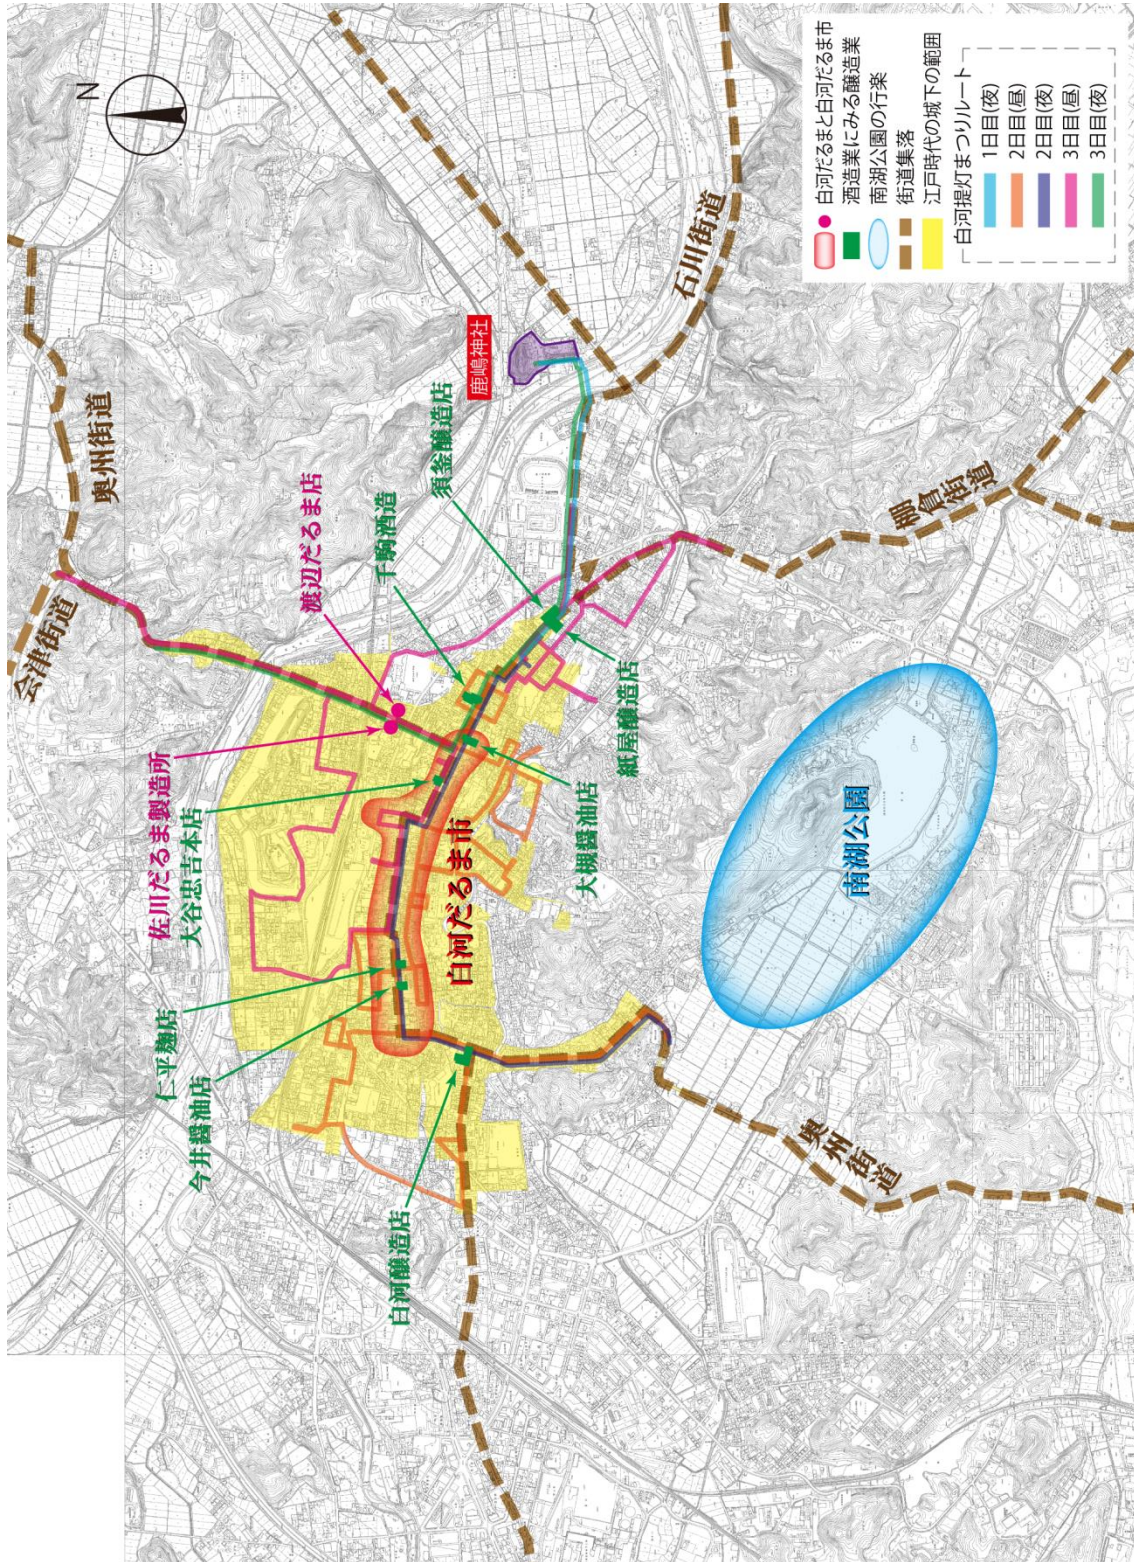 N
白河だるまと白河だるま市
酒造業にみる醸造業
南湖公園の行楽
街道集落
江戸時代の城下の範囲
白河提灯まつりルート
1日目(夜)
2日目(昼)
2日目(夜)
3日目(昼)
3日目(夜)
会津街道
奥州街道
鹿嶋神社
石川街道
棚倉街道
渡辺だるま店
千駒酒造
須釜醸造店
佐川だるま製造所
大谷忠吉本店
仁平麹店
今井醤油店
白河醸造店
白河だるま市
大槻醤油店
紙屋醸造店
南湖公園
奥州街道